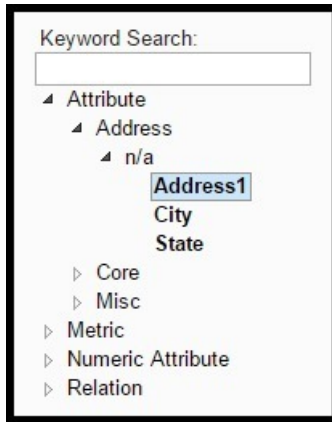 Keyword Search:
Attribute
Address
n/a
Address1
City
State
Core
Misc
Metric
Numeric Attribute
Relation